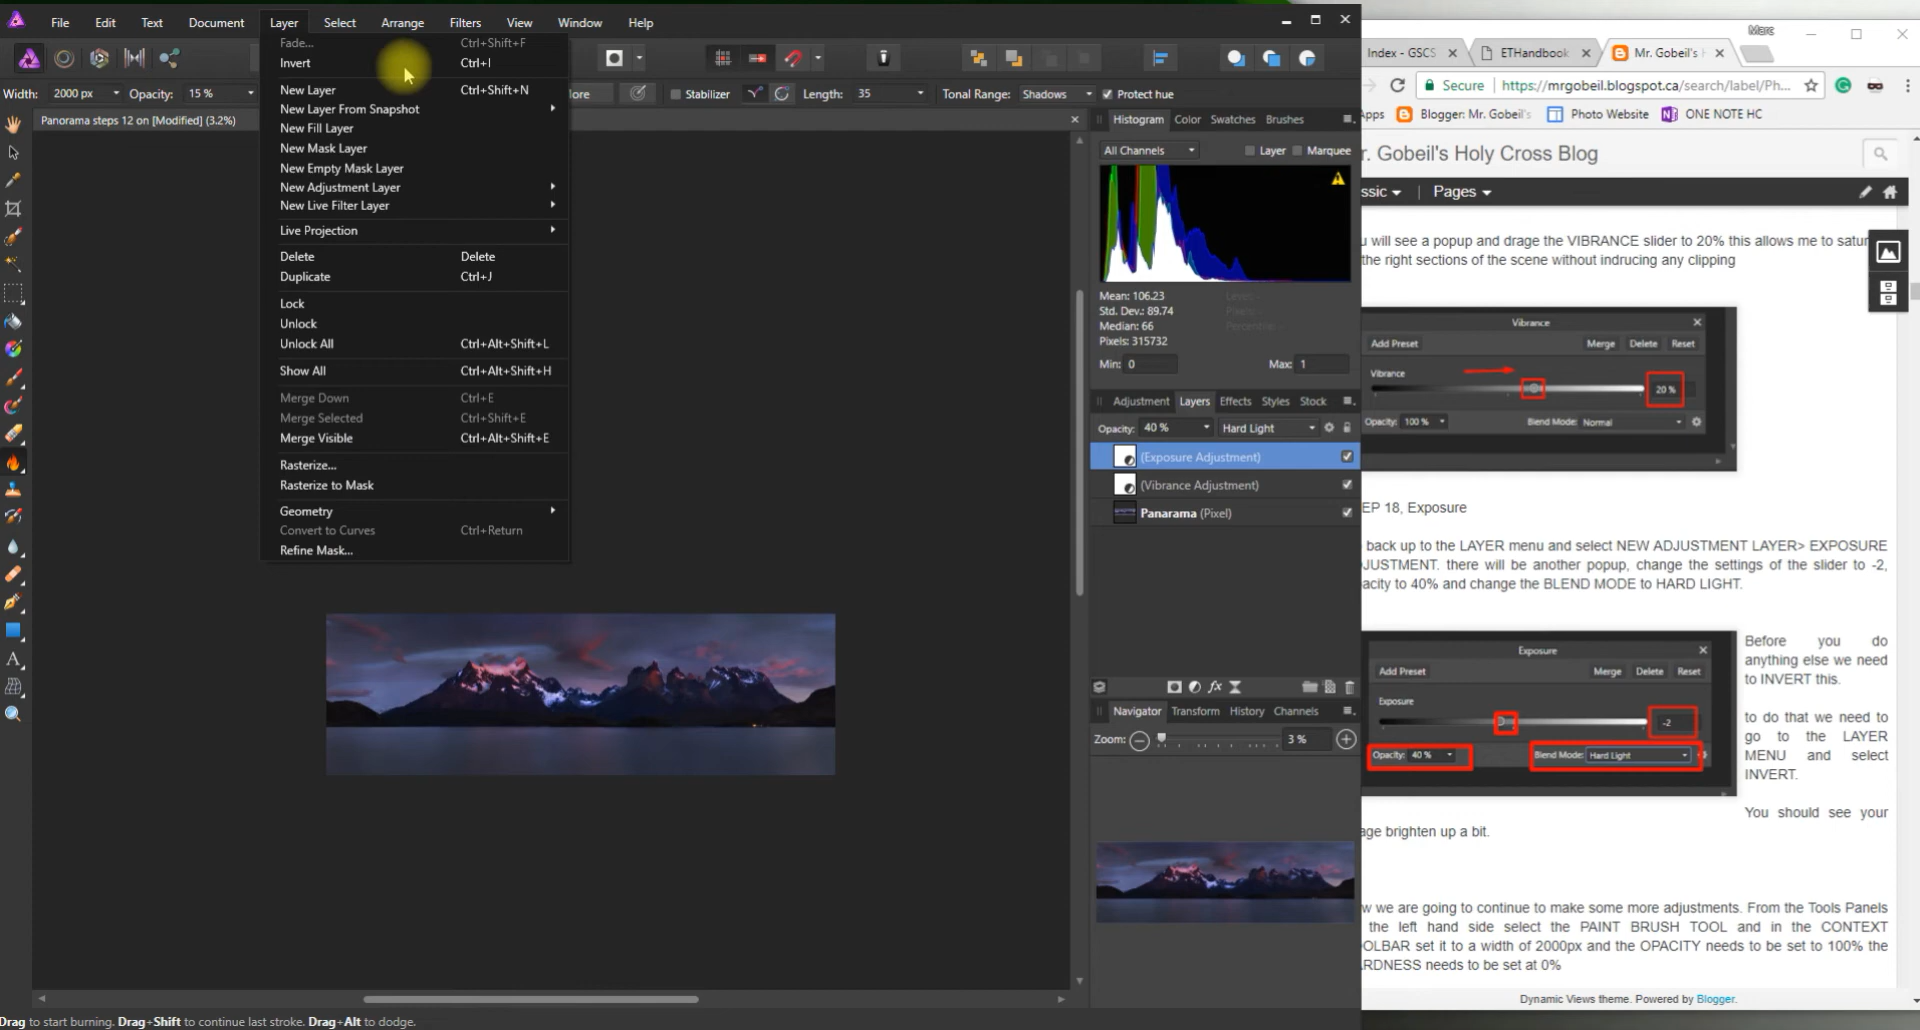 File Edit Text Document Layer Select Arrange Filters View Window Help
Width: 2000 px Opacity: 15 %
Stabilizer Length: 35 Tonal Range: Shadows Protect hue
Panorama steps 12 on [Modified] (3.2%)
Fade... Ctrl+Shift+F
Invert Ctrl+I
New Layer Ctrl+Shift+N
New Layer From Snapshot
New Fill Layer
New Mask Layer
New Empty Mask Layer
New Adjustment Layer
New Live Filter Layer
Live Projection
Delete Delete
Duplicate Ctrl+J
Lock
Unlock
Unlock All Ctrl+Alt+Shift+L
Show All Ctrl+Alt+Shift+H
Merge Down Ctrl+E
Merge Selected Ctrl+Shift+E
Merge Visible Ctrl+Alt+Shift+E
Rasterize...
Rasterize to Mask
Geometry
Convert to Curves Ctrl+Return
Refine Mask...
Drag to start burning. Drag+Shift to continue last stroke. Drag+Alt to dodge.
Histogram Color Swatches Brushes
All Channels Layer Marquee
Mean: 106.23
Std. Dev.: 89.74
Median: 66
Pixels: 315732
Min: 0 Max: 1
Adjustment Layers Effects Styles Stock
Opacity: 40 % Hard Light
(Exposure Adjustment)
(Vibrance Adjustment)
Panarama (Pixel)
Navigator Transform History Channels
Zoom: 3 %
Marc
Index - GSCS ETHandbook Mr. Gobeil's H
Secure https://mrgobeil.blogspot.ca/search/label/Ph...
Apps Blogger: Mr. Gobeil's Photo Website ONE NOTE HC
r. Gobeil's Holy Cross Blog
ssic Pages
u will see a popup and drage the VIBRANCE slider to 20% this allows me to satur
the right sections of the scene without indrucing any clipping
Vibrance
Add Preset Merge Delete Reset
Vibrance
20 %
Opacity: 100 % Blend Mode: Normal
EP 18, Exposure
back up to the LAYER menu and select NEW ADJUSTMENT LAYER> EXPOSURE
JUSTMENT. there will be another popup, change the settings of the slider to -2,
acity to 40% and change the BLEND MODE to HARD LIGHT.
Exposure
Add Preset Merge Delete Reset
Exposure
-2
Opacity: 40 % Blend Mode: Hard Light
Before you do
anything else we need
to INVERT this.
to do that we need to
go to the LAYER
MENU and select
INVERT.
You should see your
age brighten up a bit.
w we are going to continue to make some more adjustments. From the Tools Panels
the left hand side select the PAINT BRUSH TOOL and in the CONTEXT
OLBAR set it to a width of 2000px and the OPACITY needs to be set to 100% the
ARDNESS needs to be set at 0%
Dynamic Views theme. Powered by Blogger.